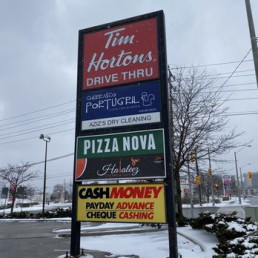 Tim
Hortons
DRIVE THRU
PORTUGAL
AZIZ'S DRY CLEANING
PIZZA NOVA
CASH MONEY
PAYDAY ADVANCE
CHEQUE CASHING